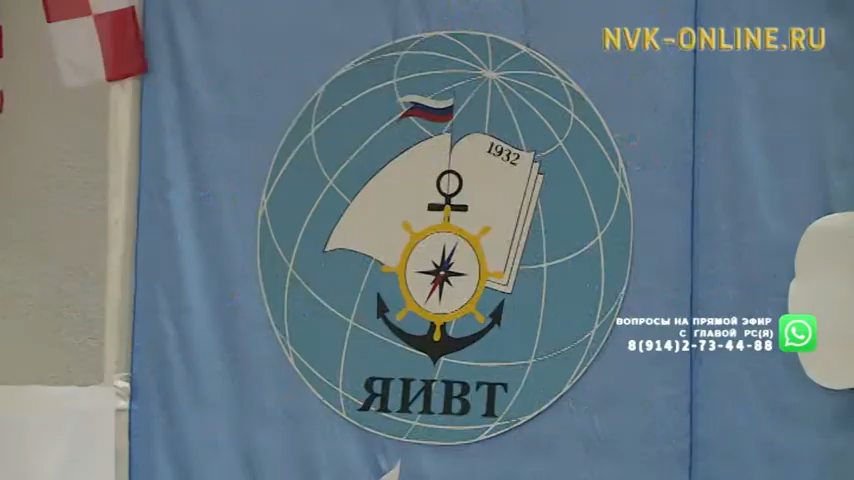 NVK-ONLINE.RU
1932
ВОПРОСЫ НА ПРЯМОЙ ЭФИР
С ГЛАВОЙ РС(Я)
8(914)2-73-44-88
ЯИВТ